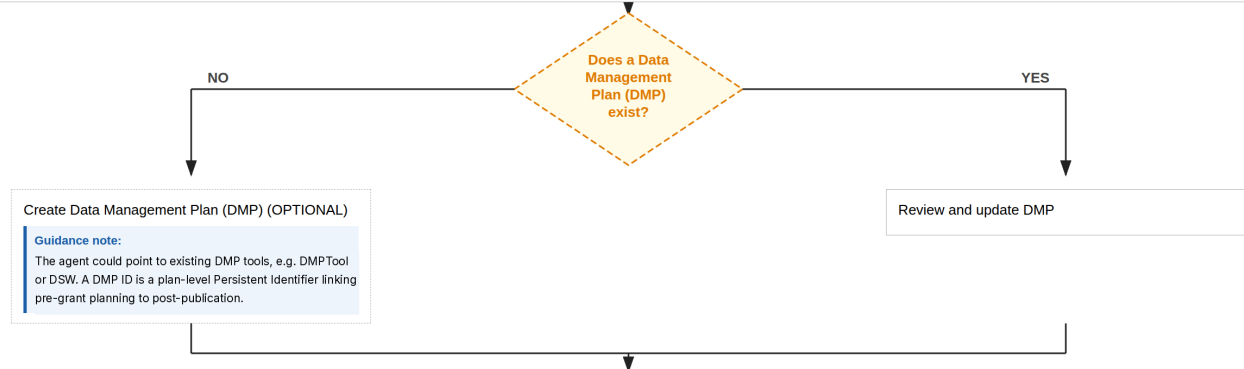 Does a Data
Management
Plan (DMP)
exist?
NO
YES
Create Data Management Plan (DMP) (OPTIONAL)
Guidance note:
The agent could point to existing DMP tools, e.g. DMPTool
or DSW. A DMP ID is a plan-level Persistent Identifier linking
pre-grant planning to post-publication.
Review and update DMP